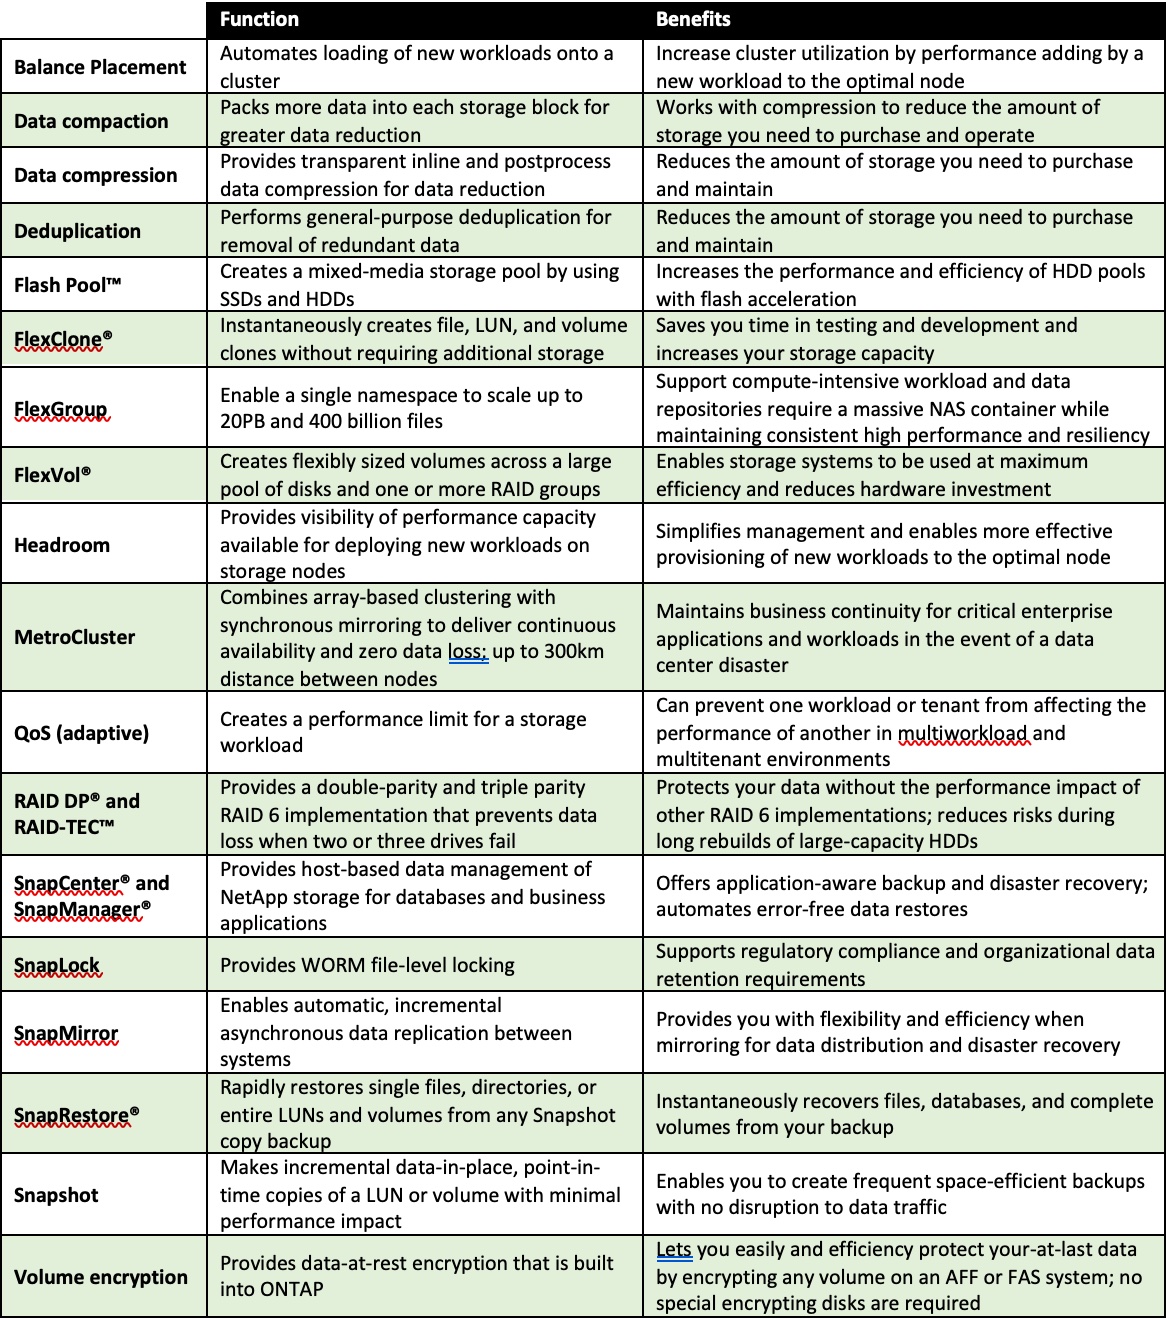 Function Benefits
Balance Placement
Automates loading of new workloads onto a
cluster
Increase cluster utilization by performance adding by a
new workload to the optimal node
Data compaction
Packs more data into each storage block for
greater data reduction
Works with compression to reduce the amount of
storage you need to purchase and operate
Data compression
Provides transparent inline and postprocess
data compression for data reduction
Reduces the amount of storage you need to purchase
and maintain
Deduplication
Performs general-purpose deduplication for
removal of redundant data
Reduces the amount of storage you need to purchase
and maintain
Flash Pool™
Creates a mixed-media storage pool by using
SSDs and HDDs
Increases the performance and efficiency of HDD pools
with flash acceleration
FlexClone®
Instantaneously creates file, LUN, and volume
clones without requiring additional storage
Saves you time in testing and development and
increases your storage capacity
FlexGroup
Enable a single namespace to scale up to
20PB and 400 billion files
Support compute-intensive workload and data
repositories require a massive NAS container while
maintaining consistent high performance and resiliency
FlexVol®
Creates flexibly sized volumes across a large
pool of disks and one or more RAID groups
Enables storage systems to be used at maximum
efficiency and reduces hardware investment
Headroom
Provides visibility of performance capacity
available for deploying new workloads on
storage nodes
Simplifies management and enables more effective
provisioning of new workloads to the optimal node
MetroCluster
Combines array-based clustering with
synchronous mirroring to deliver continuous
availability and zero data loss; up to 300km
distance between nodes
Maintains business continuity for critical enterprise
applications and workloads in the event of a data
center disaster
QoS (adaptive)
Creates a performance limit for a storage
workload
Can prevent one workload or tenant from affecting the
performance of another in multiworkload and
multitenant environments
RAID DP® and
RAID-TEC™
Provides a double-parity and triple parity
RAID 6 implementation that prevents data
loss when two or three drives fail
Protects your data without the performance impact of
other RAID 6 implementations; reduces risks during
long rebuilds of large-capacity HDDs
SnapCenter® and
SnapManager®
Provides host-based data management of
NetApp storage for databases and business
applications
Offers application-aware backup and disaster recovery;
automates error-free data restores
SnapLock
Provides WORM file-level locking
Supports regulatory compliance and organizational data
retention requirements
SnapMirror
Enables automatic, incremental
asynchronous data replication between
systems
Provides you with flexibility and efficiency when
mirroring for data distribution and disaster recovery
SnapRestore®
Rapidly restores single files, directories, or
entire LUNs and volumes from any Snapshot
copy backup
Instantaneously recovers files, databases, and complete
volumes from your backup
Snapshot
Makes incremental data-in-place, point-in-
time copies of a LUN or volume with minimal
performance impact
Enables you to create frequent space-efficient backups
with no disruption to data traffic
Volume encryption
Provides data-at-rest encryption that is built
into ONTAP
Lets you easily and efficiency protect your-at-last data
by encrypting any volume on an AFF or FAS system; no
special encrypting disks are required